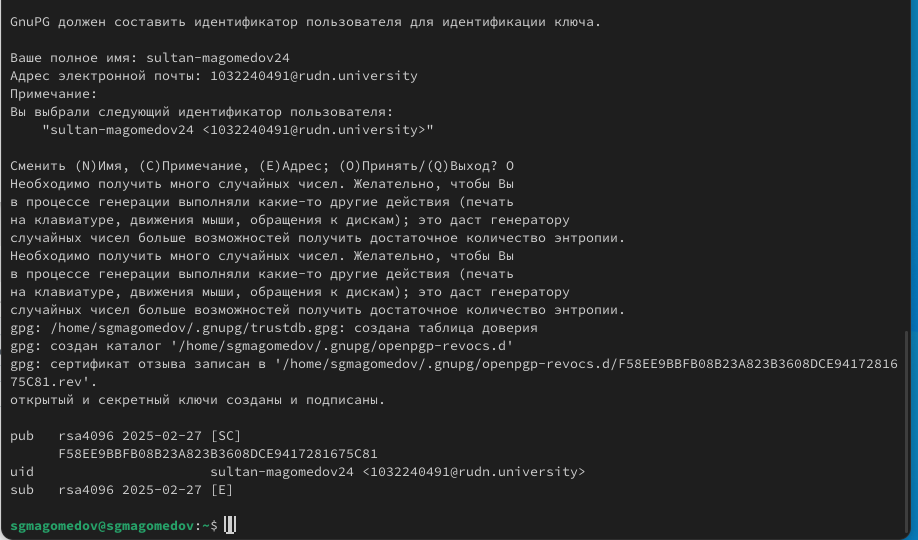 GnuPG должен составить идентификатор пользователя для идентификации ключа.
Ваше полное имя: sultan-magomedov24
Адрес электронной почты: 1032240491@rudn.university
Примечание:
Вы выбрали следующий идентификатор пользователя:
    "sultan-magomedov24 <1032240491@rudn.university>"
Сменить (N)Имя, (C)Примечание, (E)Адрес; (O)Принять/(Q)Выход? O
Необходимо получить много случайных чисел. Желательно, чтобы Вы
в процессе генерации выполняли какие-то другие действия (печать
на клавиатуре, движения мыши, обращения к дискам); это даст генератору
случайных чисел больше возможностей получить достаточное количество энтропии.
Необходимо получить много случайных чисел. Желательно, чтобы Вы
в процессе генерации выполняли какие-то другие действия (печать
на клавиатуре, движения мыши, обращения к дискам); это даст генератору
случайных чисел больше возможностей получить достаточное количество энтропии.
gpg: /home/sgmagomedov/.gnupg/trustdb.gpg: создана таблица доверия
gpg: создан каталог '/home/sgmagomedov/.gnupg/openpgp-revocs.d'
gpg: сертификат отзыва записан в '/home/sgmagomedov/.gnupg/openpgp-revocs.d/F58EE9BBFB08B23A823B3608DCE94172816
75C81.rev'.
открытый и секретный ключи созданы и подписаны.
pub   rsa4096 2025-02-27 [SC]
      F58EE9BBFB08B23A823B3608DCE9417281675C81
uid                      sultan-magomedov24 <1032240491@rudn.university>
sub   rsa4096 2025-02-27 [E]
sgmagomedov@sgmagomedov:~$